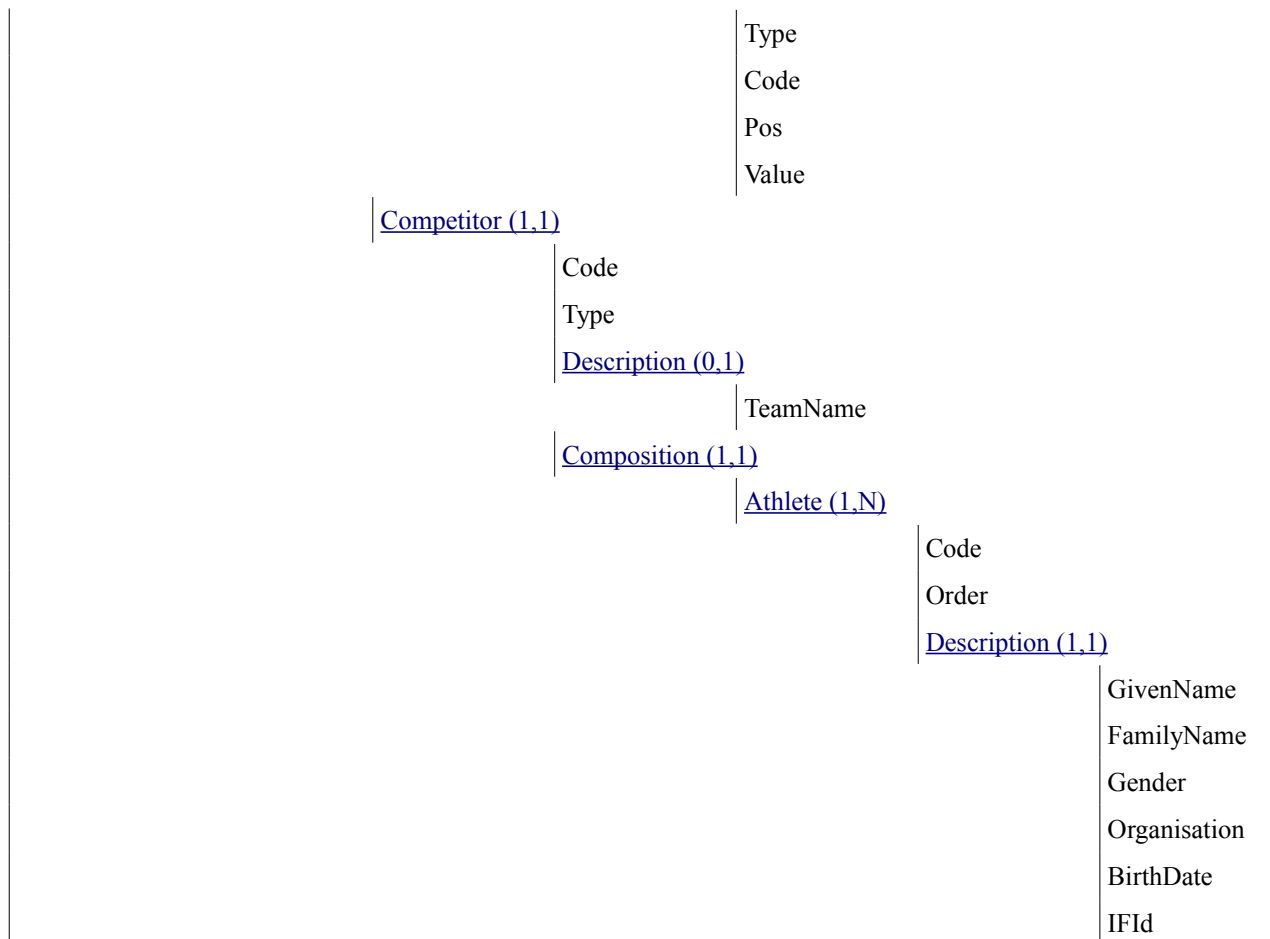 Type
Code
Pos
Value
Competitor (1,1)
Code
Type
Description (0,1)
TeamName
Composition (1,1)
Athlete (1,N)
Code
Order
Description (1,1)
GivenName
FamilyName
Gender
Organisation
BirthDate
IFId